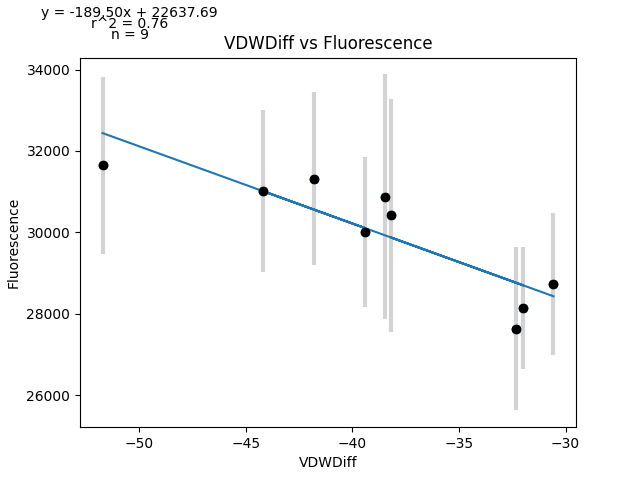 y = -189.50x + 22637.69
r^2 = 0.76
n = 9
VDWDiff vs Fluorescence
34000
32000
30000
28000
26000
Fluorescence
−50
−45
−40
−35
−30
VDWDiff